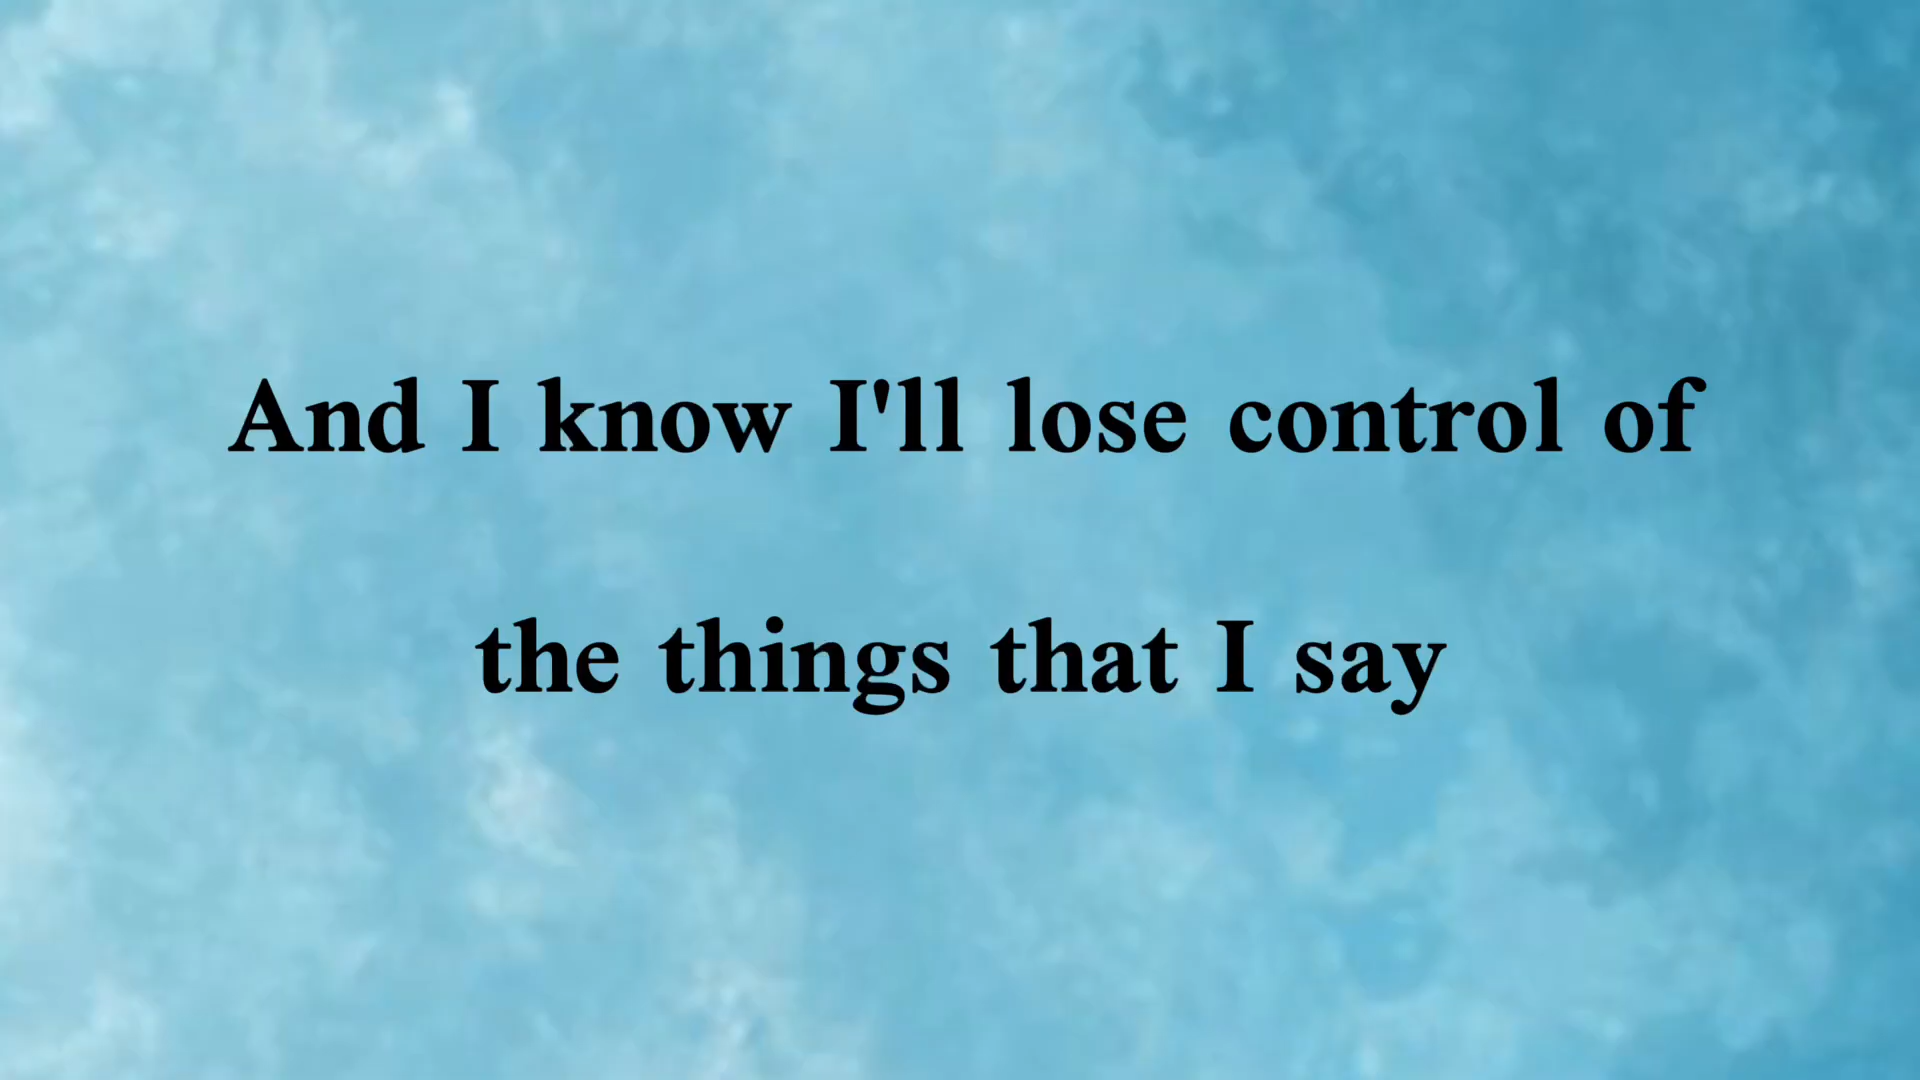 And I know I'll lose control of
the things that I say